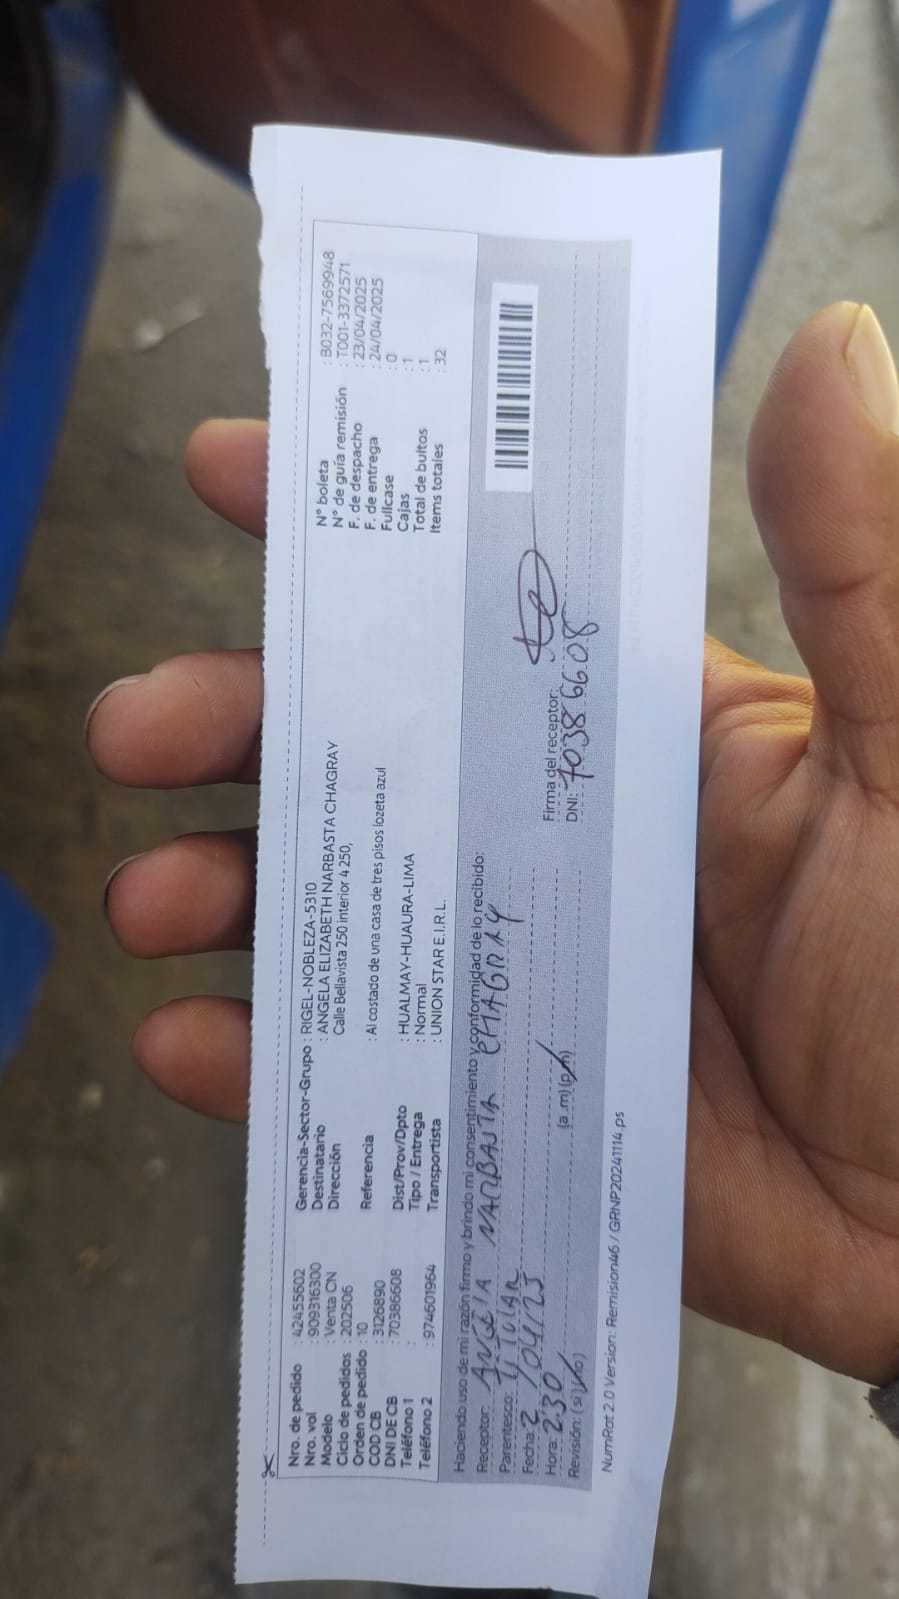 Nro. de pedido : 42455602
Nro. vol : 909316300
Modelo : Venta CN
Ciclo de pedidos : 202506
Orden de pedido : 10
COD CB : 3126890
DNI DE CB : 70386608
Teléfono 1 :
Teléfono 2 : 974601964
Gerencia-Sector-Grupo : RIGEL-NOBLEZA-5310
Destinatario : ANGELA ELIZABETH NARBASTA CHAGRAY
Dirección Calle Bellavista 250 interior 4 250,
Referencia : Al costado de una casa de tres pisos lozeta azul
Dist/Prov/Dpto : HUALMAY-HUAURA-LIMA
Tipo / Entrega : Normal
Transportista : UNION STAR E.I.R.L.
N° boleta : B032-7569948
N° de guía remisión : T001-3372571
F. de despacho : 23/04/2025
F. de entrega : 24/04/2025
Fullcase : 0
Cajas : 1
Total de bultos : 1
Items totales : 32
Haciendo uso de mi razón firmo y brindo mi consentimiento y conformidad de lo recibido:
Receptor: NARBASTA CHAGRAY
Parentesco: Titular
Fecha: 2 /04/25
Hora: 230 (a.m) (p.m)
Revisión: (si) (no)
Firma del receptor:
DNI: 70386608
NumRot 2.0 Version: Remision46 / GRNP20241114.ps